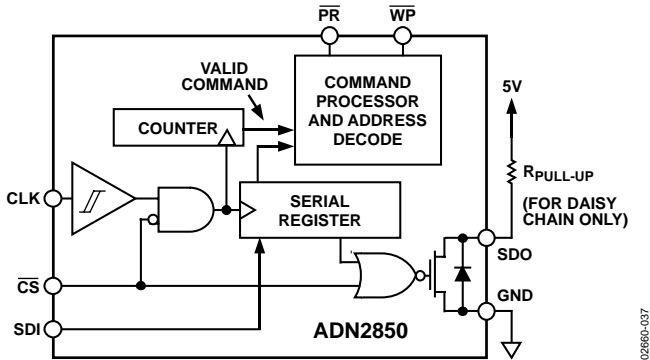 PR
WP
VALID
COMMAND
COMMAND
PROCESSOR
AND ADDRESS
DECODE
5V
COUNTER
RPULL-UP
CLK
SERIAL
REGISTER
(FOR DAISY
CHAIN ONLY)
SDO
CS
GND
SDI
ADN2850
02660-037